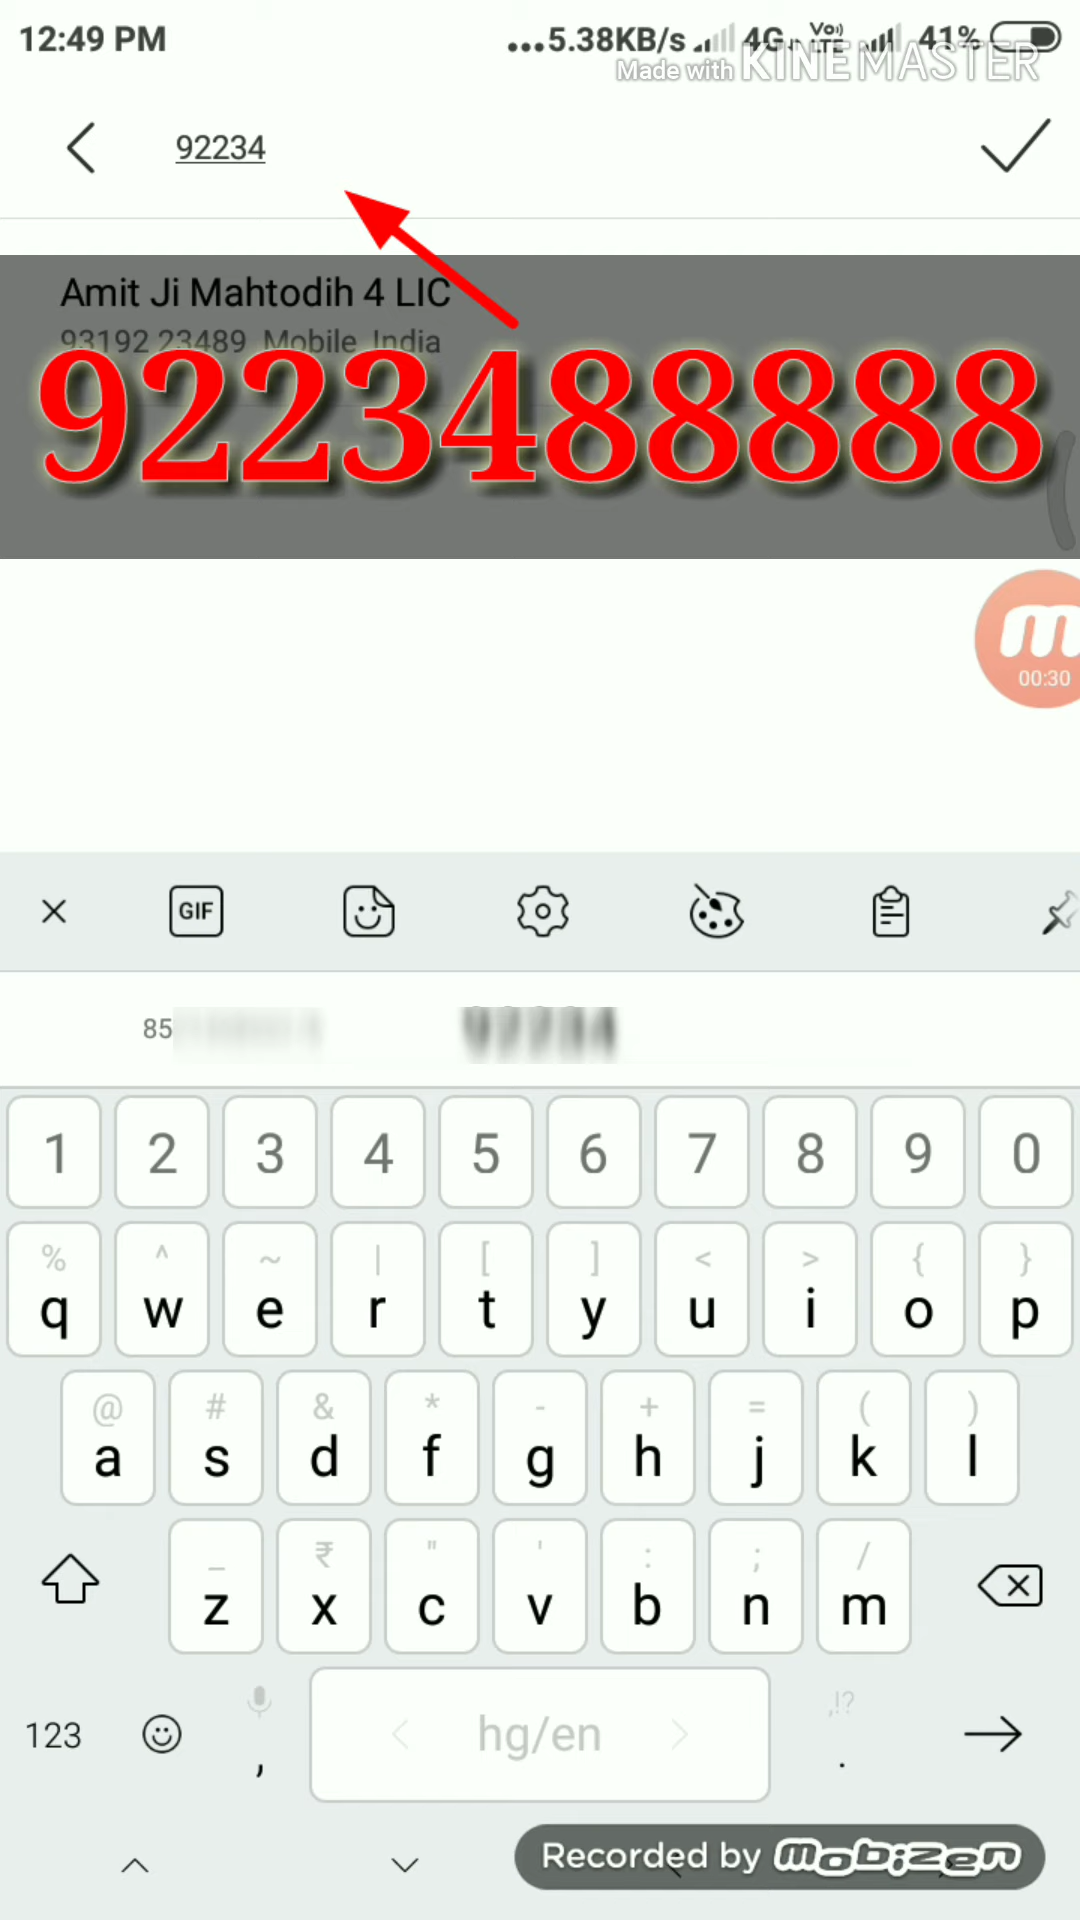 12:49 PM ...5.38KB/s 4G Vo) LTE 41%
Made with KINEMASTER
92234
Amit Ji Mahtodih 4 LIC
93192 23489 Mobile India
9223488888
00:30
GIF
85
92234
1 2 3 4 5 6 7 8 9 0
% ^ ~ | [ ] < > { }
q w e r t y u i o p
@ # & * - + = ( )
a s d f g h j k l
_ ₹ " ' : ; /
z x c v b n m
,!?
123 , < hg/en > .
Recorded by mobizen